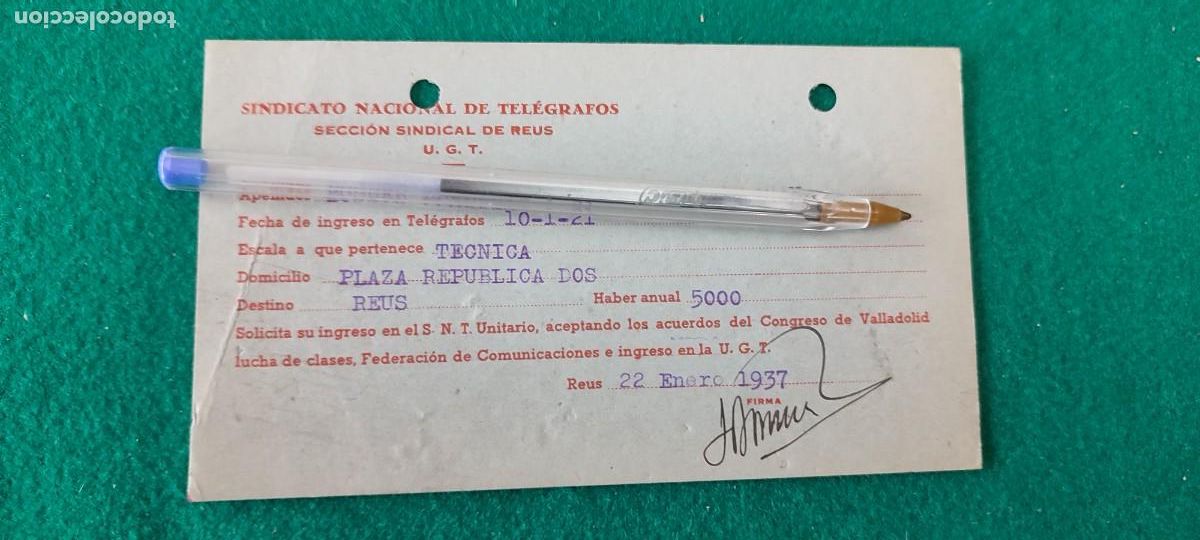 todocoleccion
SINDICATO NACIONAL DE TELÉGRAFOS
SECCIÓN SINDICAL DE REUS
U. G. T.
Fecha de ingreso en Telégrafos 10-1-21
Escala a que pertenece TECNICA
Domicilio PLAZA REPUBLICA DOS
Destino REUS Haber anual 5000
Solicita su ingreso en el S. N. T. Unitario, aceptando los acuerdos del Congreso de Valladolid
lucha de clases, Federación de Comunicaciones e ingreso en la U. G. T.
Reus 22 Enero 1937
FIRMA